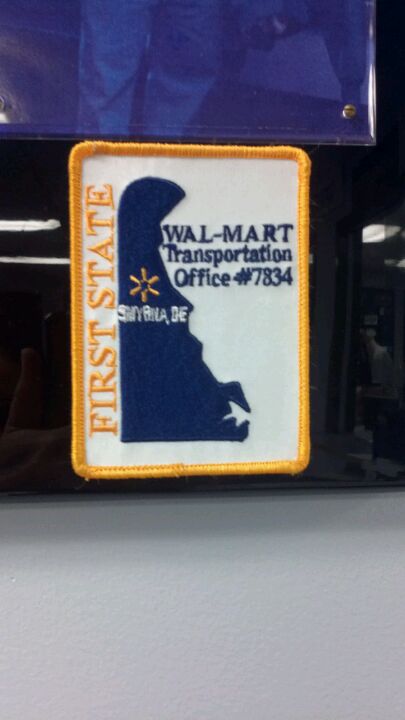 FIRST STATE
WAL-MART
Transportation
Office #7834
SMYRNA, DE